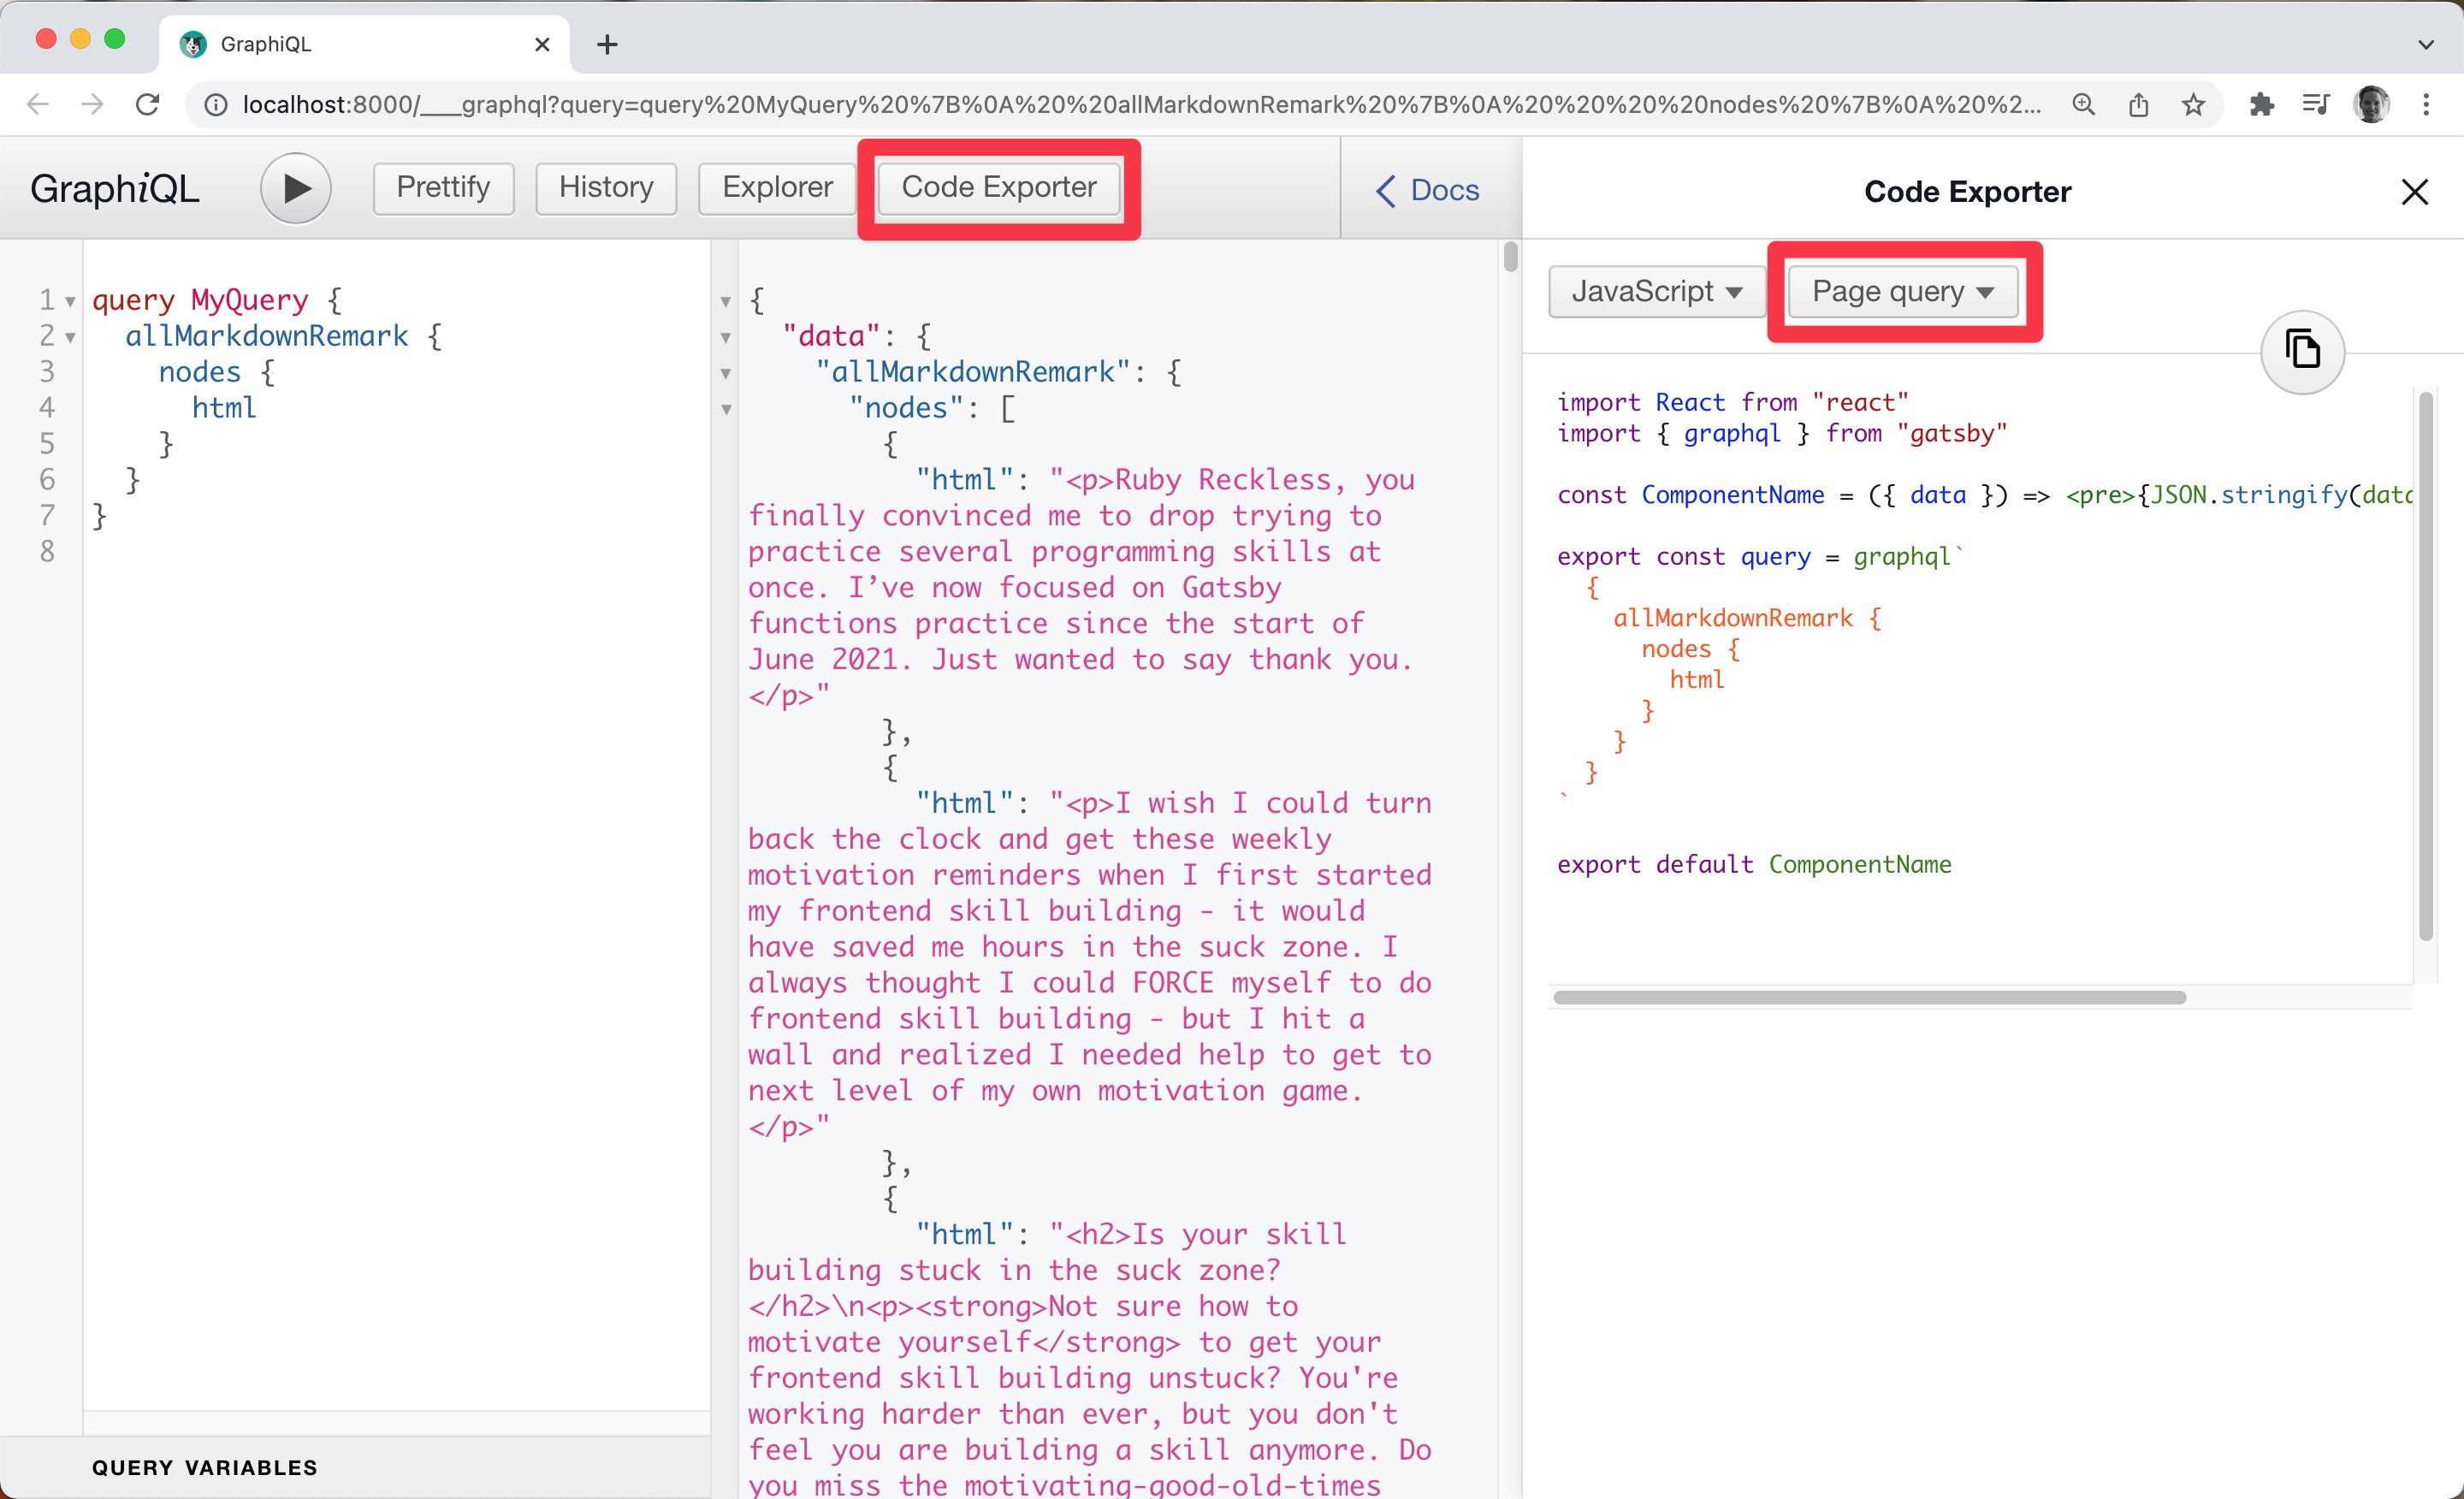 GraphiQL
localhost:8000/___graphql?query=query%20MyQuery%20%7B%0A%20%20allMarkdownRemark%20%7B%0A%20%20%20%20nodes%20%7B%0A%20%2...
GraphiQL
Prettify
History
Explorer
Code Exporter
Docs
1 query MyQuery {
2 allMarkdownRemark {
3 nodes {
4 html
5 }
6 }
7 }
8
QUERY VARIABLES
{
"data": {
"allMarkdownRemark": {
"nodes": [
{
"html": "<p>Ruby Reckless, you
finally convinced me to drop trying to
practice several programming skills at
once. I’ve now focused on Gatsby
functions practice since the start of
June 2021. Just wanted to say thank you.
</p>"
},
{
"html": "<p>I wish I could turn
back the clock and get these weekly
motivation reminders when I first started
my frontend skill building - it would
have saved me hours in the suck zone. I
always thought I could FORCE myself to do
frontend skill building - but I hit a
wall and realized I needed help to get to
next level of my own motivation game.
</p>"
},
{
"html": "<h2>Is your skill
building stuck in the suck zone?
</h2>\n<p><strong>Not sure how to
motivate yourself</strong> to get your
frontend skill building unstuck? You're
working harder than ever, but you don't
feel you are building a skill anymore. Do
you miss the motivating-good-old-times
Code Exporter
JavaScript
Page query
import React from "react"
import { graphql } from "gatsby"
const ComponentName = ({ data }) => <pre>{JSON.stringify(data
export const query = graphql`
{
allMarkdownRemark {
nodes {
html
}
}
}
`
export default ComponentName